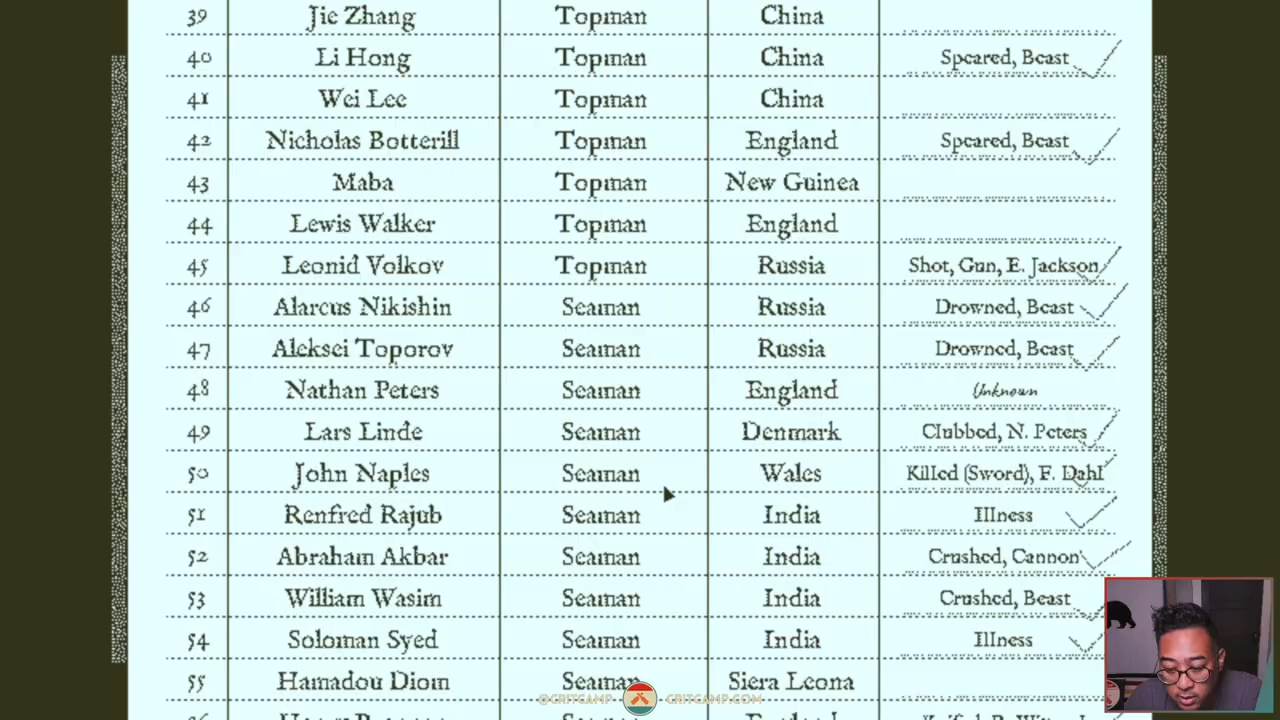 39 Jie Zhang Topman China
40 Li Hong Topman China Speared, Beast
41 Wei Lee Topman China
42 Nicholas Botterill Topman England Speared, Beast
43 Maba Topman New Guinea
44 Lewis Walker Topman England
45 Leonid Volkov Topman Russia Shot, Gun, E. Jackson
46 Alarcus Nikishin Seaman Russia Drowned, Beast
47 Aleksei Toporov Seaman Russia Drowned, Beast
48 Nathan Peters Seaman England Unknown
49 Lars Linde Seaman Denmark Clubbed, N. Peters
50 John Naples Seaman Wales Killed (Sword), F. Dahl
51 Renfred Rajub Seaman India Illness
52 Abraham Akbar Seaman India Crushed, Cannon
53 William Wasim Seaman India Crushed, Beast
54 Soloman Syed Seaman India Illness
55 Hamadou Diom Seaman Siera Leona
@GRITCAMP GRITCAMP.COM